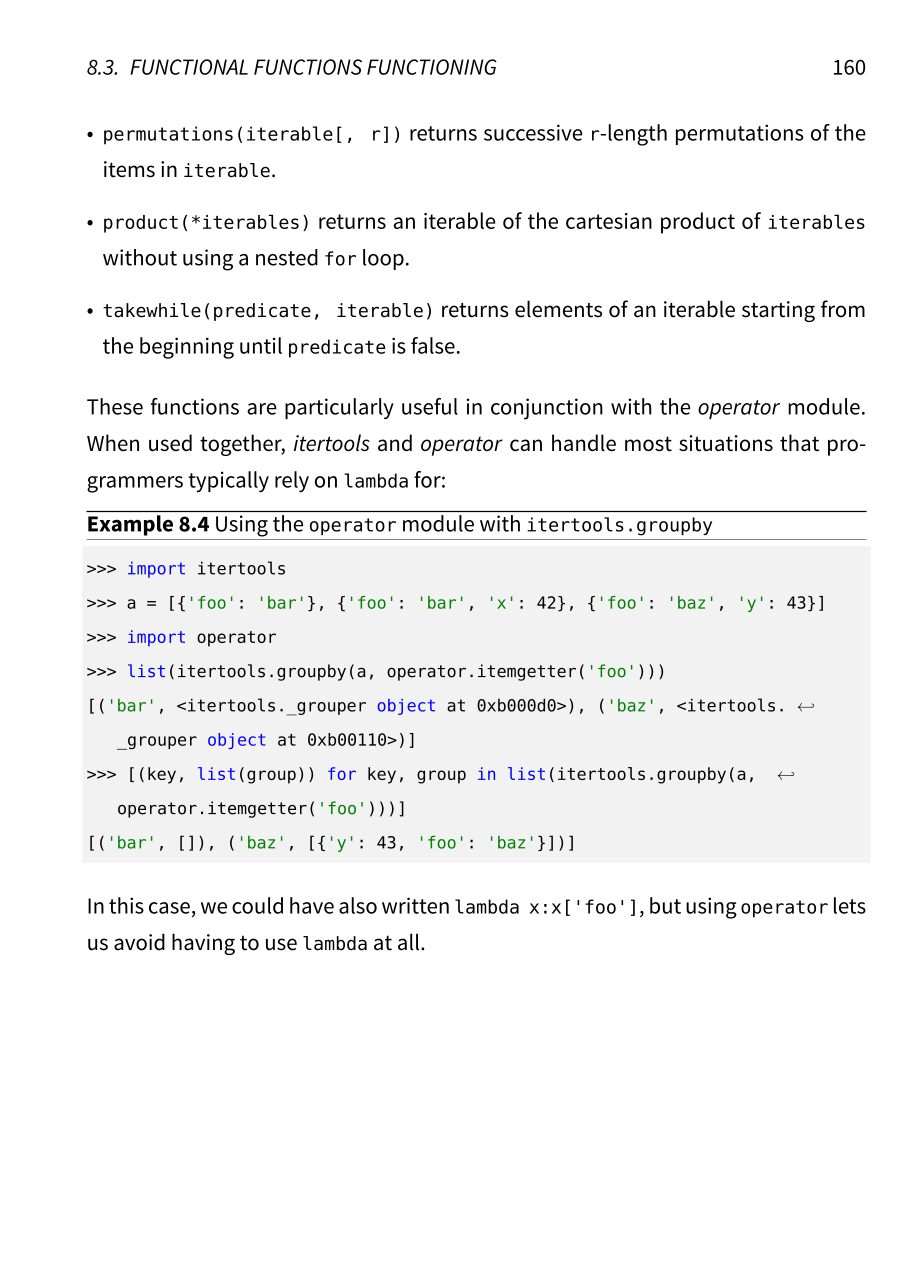 8.3. FUNCTIONAL FUNCTIONS FUNCTIONING 160
• permutations(iterable[, r]) returns successive r-length permutations of the
items in iterable.
• product(*iterables) returns an iterable of the cartesian product of iterables
without using a nested for loop.
• takewhile(predicate, iterable) returns elements of an iterable starting from
the beginning until predicate is false.
These functions are particularly useful in conjunction with the operator module.
When used together, itertools and operator can handle most situations that pro-
grammers typically rely on lambda for:
Example 8.4 Using the operator module with itertools.groupby
>>> import itertools
>>> a = [{'foo': 'bar'}, {'foo': 'bar', 'x': 42}, {'foo': 'baz', 'y': 43}]
>>> import operator
>>> list(itertools.groupby(a, operator.itemgetter('foo')))
[('bar', <itertools._grouper object at 0xb000d0>), ('baz', <itertools. ↩
_grouper object at 0xb00110>)]
>>> [(key, list(group)) for key, group in list(itertools.groupby(a, ↩
operator.itemgetter('foo')))]
[('bar', []), ('baz', [{'y': 43, 'foo': 'baz'}])]
In this case, we could have also written lambda x:x['foo'], but using operator lets
us avoid having to use lambda at all.